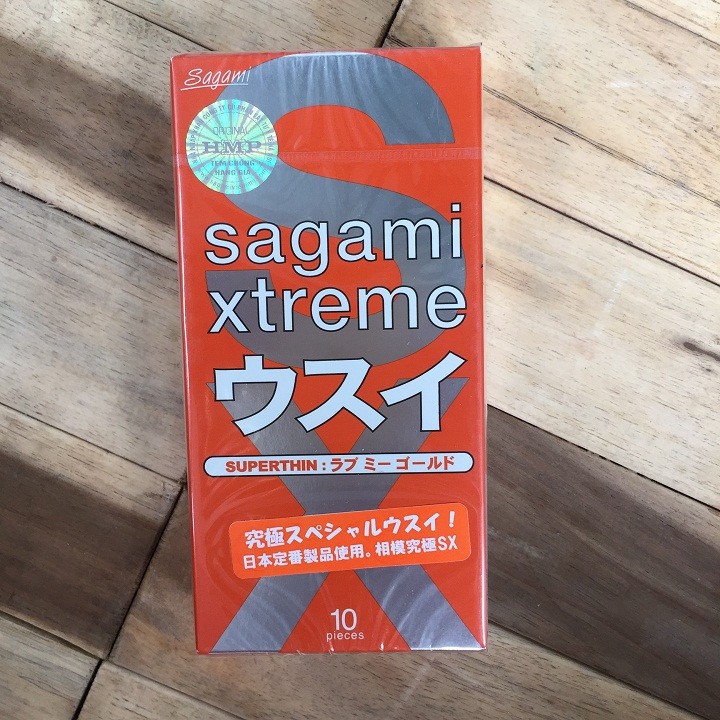 Sagami
ORIGINAL
HMP
TEM CHỐNG
HÀNG GIẢ
sagami
xtreme
ウスイ
SUPERTHIN : ラブ ミー ゴールド
究極スペシャルウスイ！
日本定番製品使用。相模究極SX
10
pieces